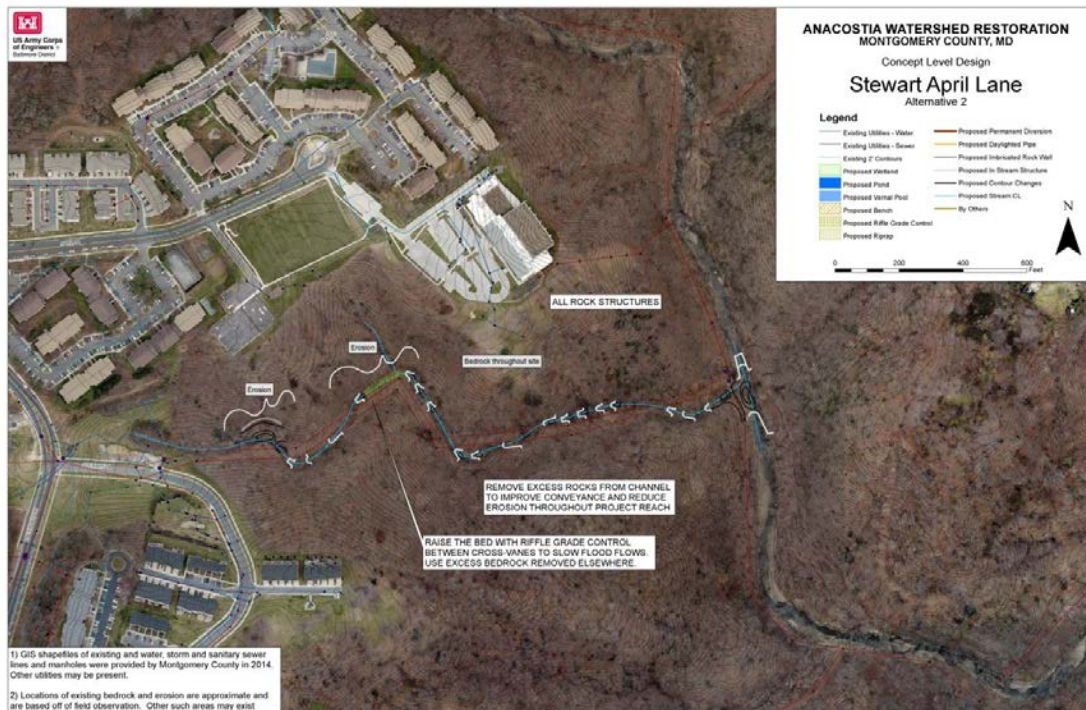 US Army Corps
of Engineers
Baltimore District
ANACOSTIA WATERSHED RESTORATION
MONTGOMERY COUNTY, MD
Concept Level Design
Stewart April Lane
Alternative 2
Legend
Existing Utilities - Water
Existing Utilities - Sewer
Existing 2' Contours
Proposed Wetland
Proposed Pond
Proposed Vernal Pool
Proposed Bench
Proposed Riffle Grade Control
Proposed Riprap
Proposed Permanent Diversion
Proposed Daylighted Pipe
Proposed Imbricated Rock Wall
Proposed In Stream Structure
Proposed Contour Changes
Proposed Stream CL
By Others
N
0 200 400 600
Feet
ALL ROCK STRUCTURES
Erosion
Bedrock throughout site
Erosion
REMOVE EXCESS ROCKS FROM CHANNEL
TO IMPROVE CONVEYANCE AND REDUCE
EROSION THROUGHOUT PROJECT REACH
RAISE THE BED WITH RIFFLE GRADE CONTROL
BETWEEN CROSS-VANES TO SLOW FLOOD FLOWS.
USE EXCESS BEDROCK REMOVED ELSEWHERE.
1) GIS shapefiles of existing and water, storm and sanitary sewer
lines and manholes were provided by Montgomery County in 2014.
Other utilities may be present.
2) Locations of existing bedrock and erosion are approximate and
are based off of field observation. Other such areas may exist